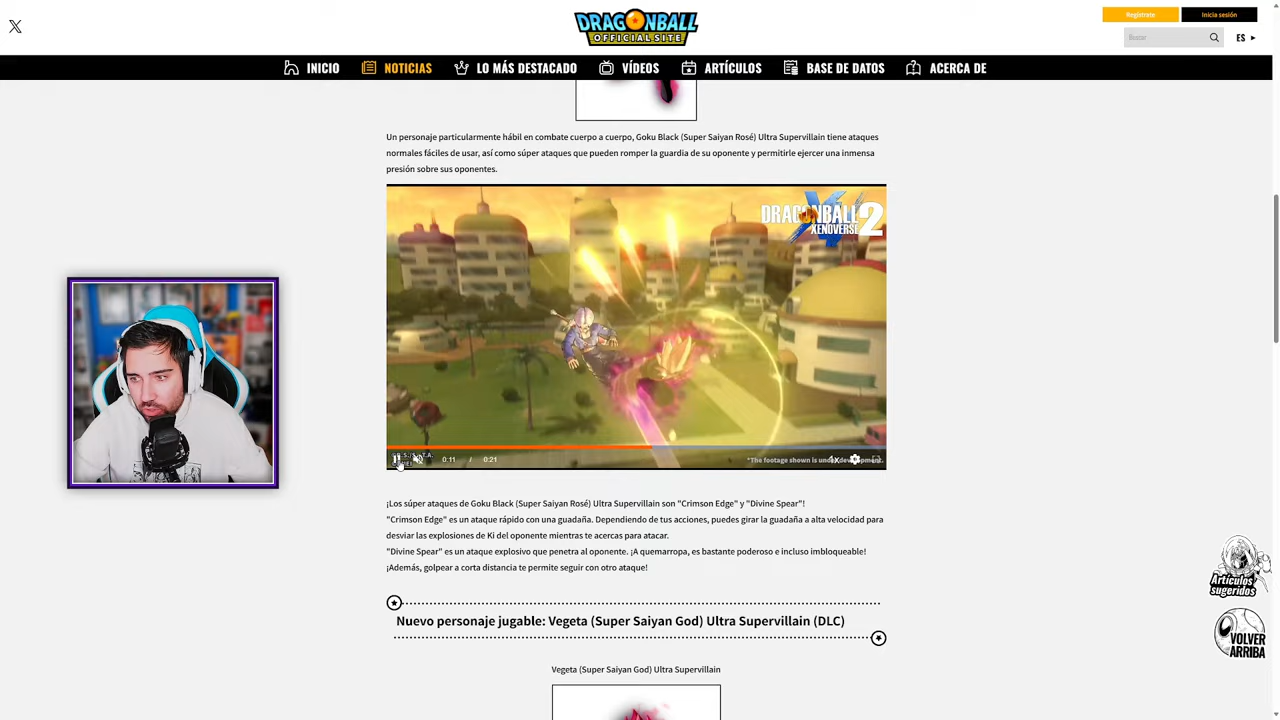 DRAGONBALL
OFFICIAL SITE
Regístrate
Inicia sesión
Buscar
ES ►
INICIO
NOTICIAS
LO MÁS DESTACADO
VÍDEOS
ARTÍCULOS
BASE DE DATOS
ACERCA DE
Un personaje particularmente hábil en combate cuerpo a cuerpo, Goku Black (Super Saiyan Rosé) Ultra Supervillain tiene ataques
normales fáciles de usar, así como súper ataques que pueden romper la guardia de su oponente y permitirle ejercer una inmensa
presión sobre sus oponentes.
DRAGONBALL
XENOVERSE 2
0:11 / 0:21
1x
*The footage shown is under development.
¡Los súper ataques de Goku Black (Super Saiyan Rosé) Ultra Supervillain son "Crimson Edge" y "Divine Spear"!
"Crimson Edge" es un ataque rápido con una guadaña. Dependiendo de tus acciones, puedes girar la guadaña a alta velocidad para
desviar las explosiones de Ki del oponente mientras te acercas para atacar.
"Divine Spear" es un ataque explosivo que penetra al oponente. ¡A quemarropa, es bastante poderoso e incluso imbloqueable!
¡Además, golpear a corta distancia te permite seguir con otro ataque!
Artículos
sugeridos
Nuevo personaje jugable: Vegeta (Super Saiyan God) Ultra Supervillain (DLC)
VOLVER
ARRIBA
Vegeta (Super Saiyan God) Ultra Supervillain